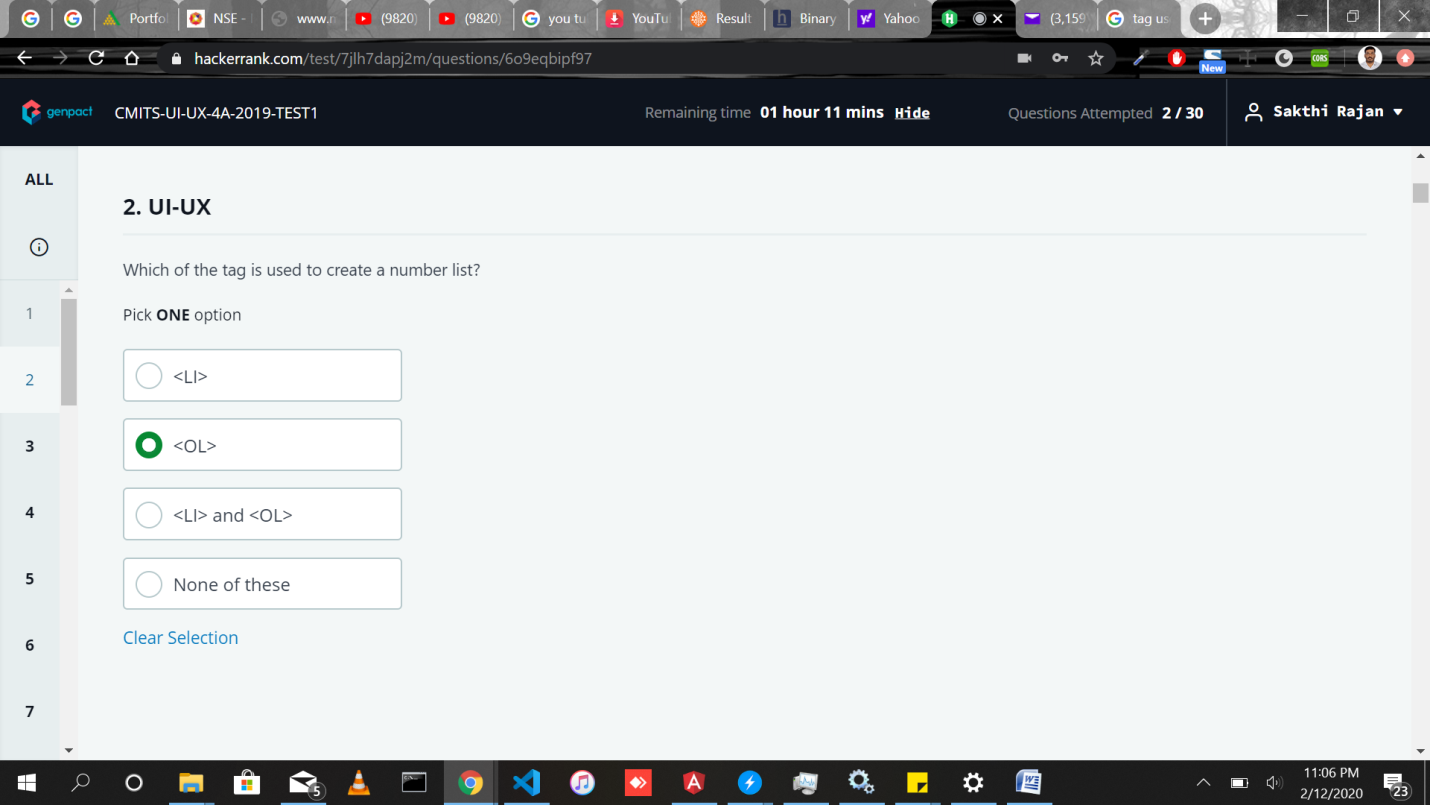 Portfo
NSE -
www.n
(9820)
(9820)
you tu
YouTu
Result
Binary
Yahoo
(3,159
tag us
hackerrank.com/test/7jlh7dapj2m/questions/6o9eqbipf97
New
CORS
genpact
CMITS-UI-UX-4A-2019-TEST1
Remaining time 01 hour 11 mins Hide
Questions Attempted 2 / 30
Sakthi Rajan
ALL
2. UI-UX
Which of the tag is used to create a number list?
Pick ONE option
1
2
3
4
5
6
7
<LI>
<OL>
<LI> and <OL>
None of these
Clear Selection
5
11:06 PM
2/12/2020
23